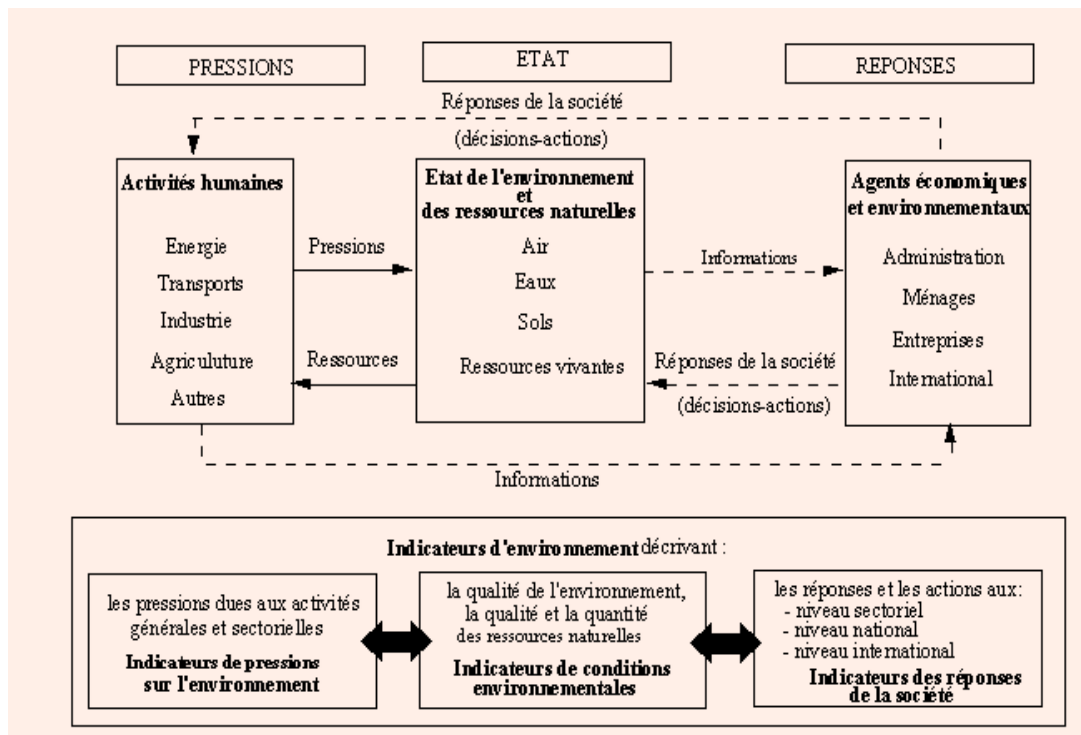 PRESSIONS
ETAT
REPONSES
Réponses de la société
(décisions-actions)
Activités humaines
Energie
Transports
Industrie
Agriculuture
Autres
Pressions
Ressources
Etat de l'environnement
et
des ressources naturelles
Air
Eaux
Sols
Ressources vivantes
Informations
Réponses de la société
(décisions-actions)
Agents économiques
et environnementaux
Administration
Ménages
Entreprises
International
Informations
Indicateurs d'environnement décrivant :
les pressions dues aux activités
générales et sectorielles
Indicateurs de pressions
sur l'environnement
la qualité de l'environnement,
la qualité et la quantité
des ressources naturelles
Indicateurs de conditions
environnementales
les réponses et les actions aux:
- niveau sectoriel
- niveau national
- niveau international
Indicateurs des réponses
de la société